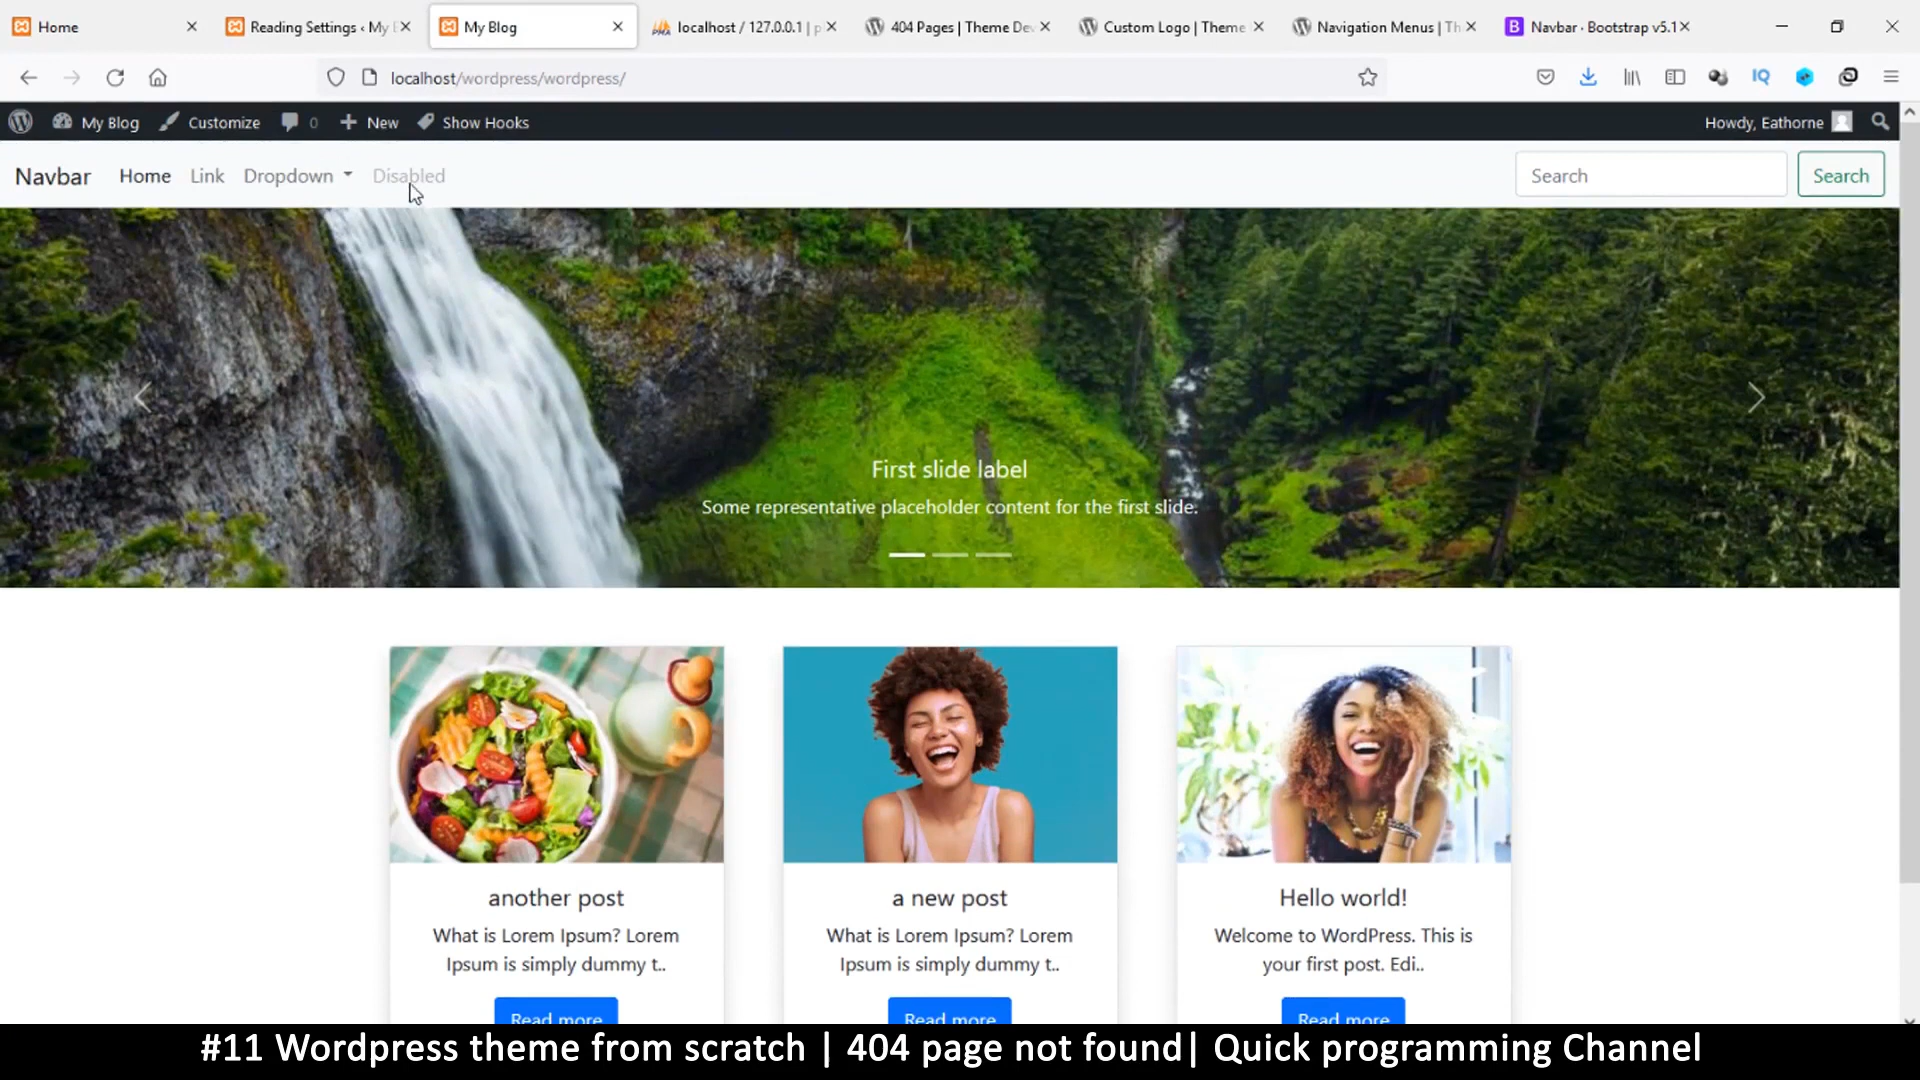 Home
Reading Settings ‹ My B
My Blog
localhost / 127.0.0.1 | p
404 Pages | Theme De
Custom Logo | Theme
Navigation Menus | Th
Navbar · Bootstrap v5.1
localhost/wordpress/wordpress/
IQ
My Blog
Customize
0
New
Show Hooks
Howdy, Eathorne
Navbar
Home
Link
Dropdown
Disabled
Search
Search
First slide label
Some representative placeholder content for the first slide.
another post
What is Lorem Ipsum? Lorem
Ipsum is simply dummy t..
Read more
a new post
What is Lorem Ipsum? Lorem
Ipsum is simply dummy t..
Read more
Hello world!
Welcome to WordPress. This is
your first post. Edi..
Read more
#11 Wordpress theme from scratch | 404 page not found| Quick programming Channel